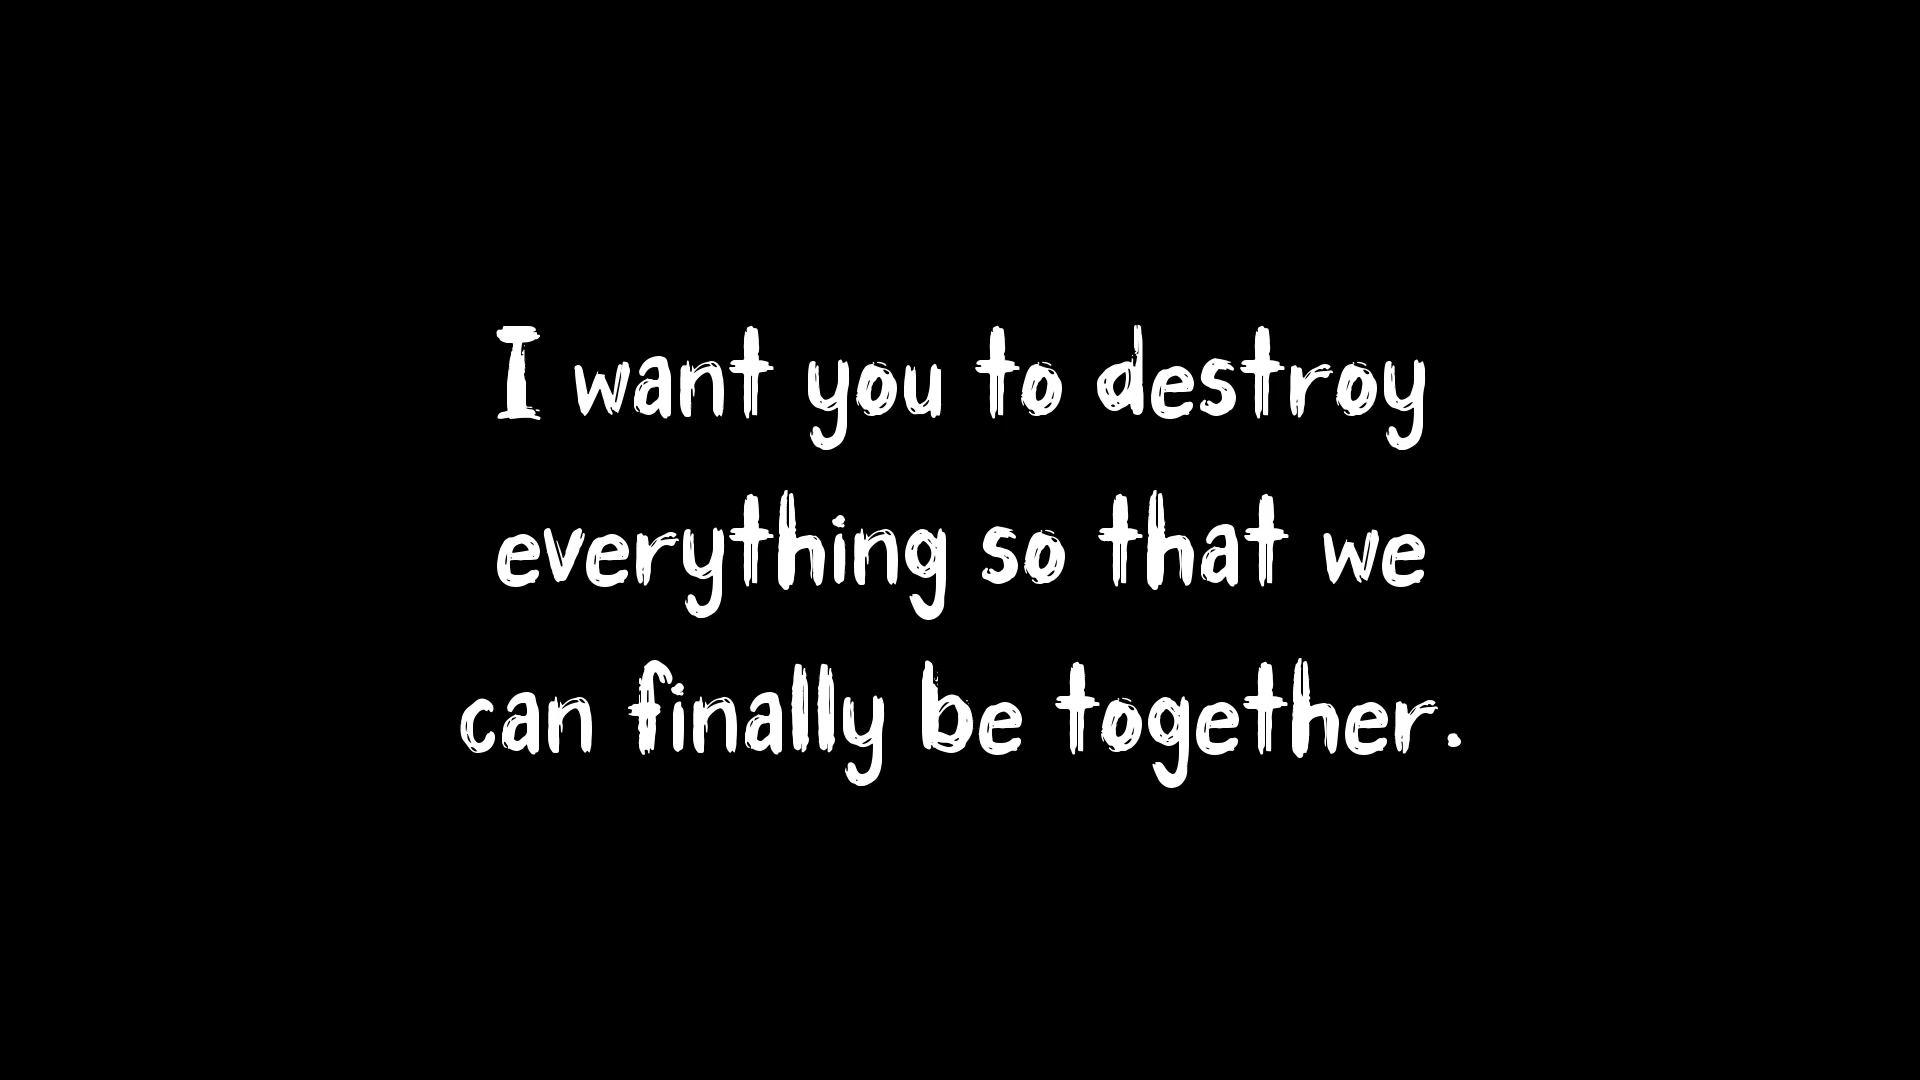 I want you to destroy
everything so that we
can finally be together.